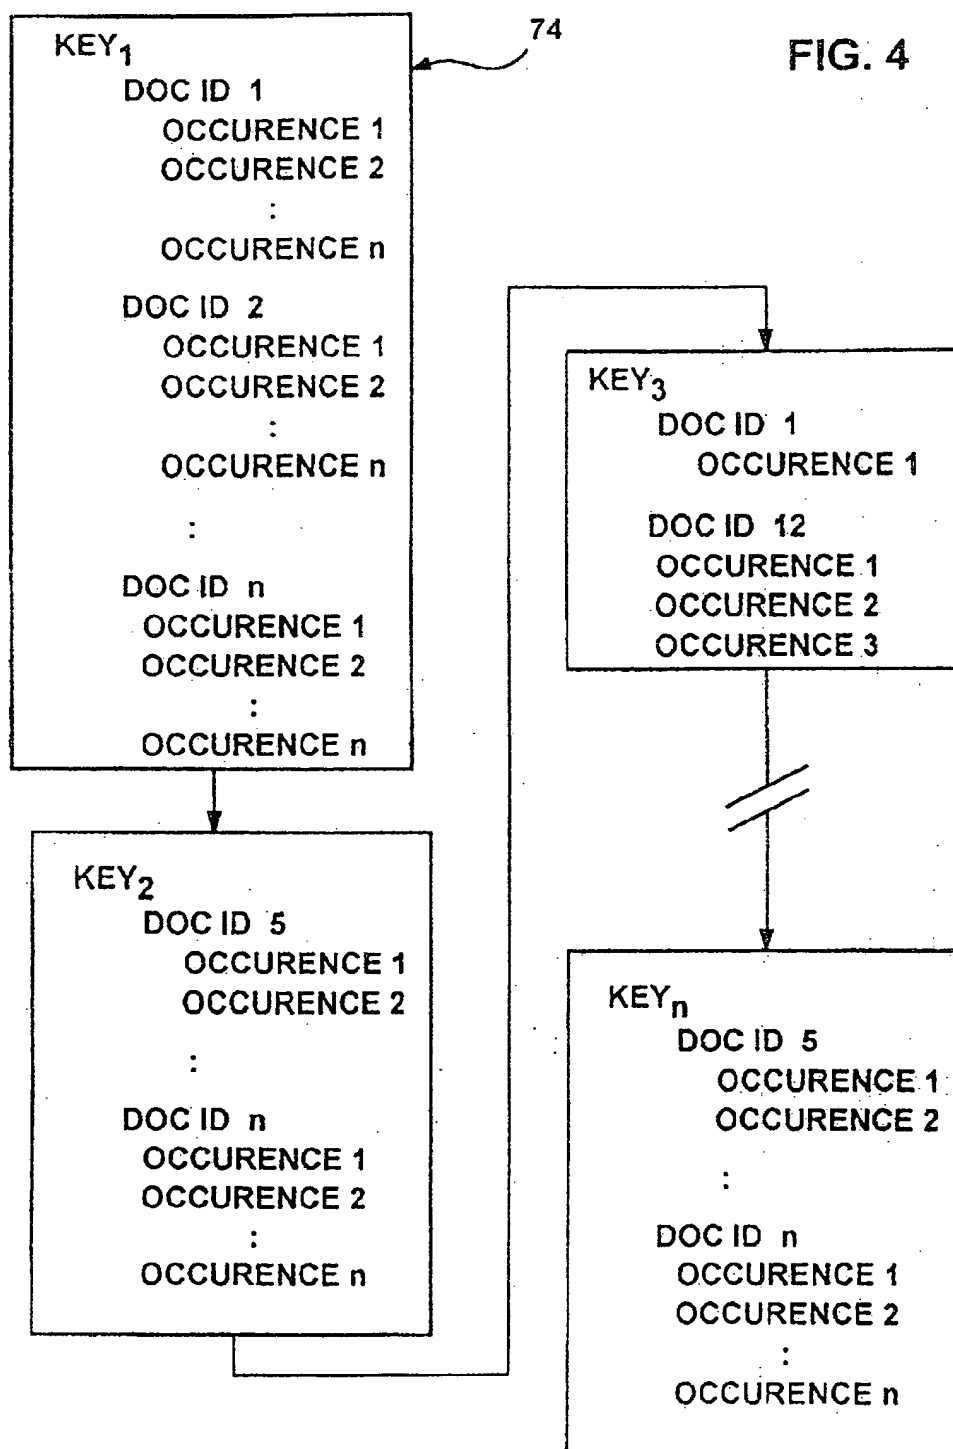 74
FIG. 4
KEY1
DOC ID 1
OCCURENCE 1
OCCURENCE 2
:
OCCURENCE n
DOC ID 2
OCCURENCE 1
OCCURENCE 2
:
OCCURENCE n
:
DOC ID n
OCCURENCE 1
OCCURENCE 2
:
OCCURENCE n
KEY2
DOC ID 5
OCCURENCE 1
OCCURENCE 2
:
DOC ID n
OCCURENCE 1
OCCURENCE 2
:
OCCURENCE n
KEY3
DOC ID 1
OCCURENCE 1
DOC ID 12
OCCURENCE 1
OCCURENCE 2
OCCURENCE 3
KEYn
DOC ID 5
OCCURENCE 1
OCCURENCE 2
:
DOC ID n
OCCURENCE 1
OCCURENCE 2
:
OCCURENCE n